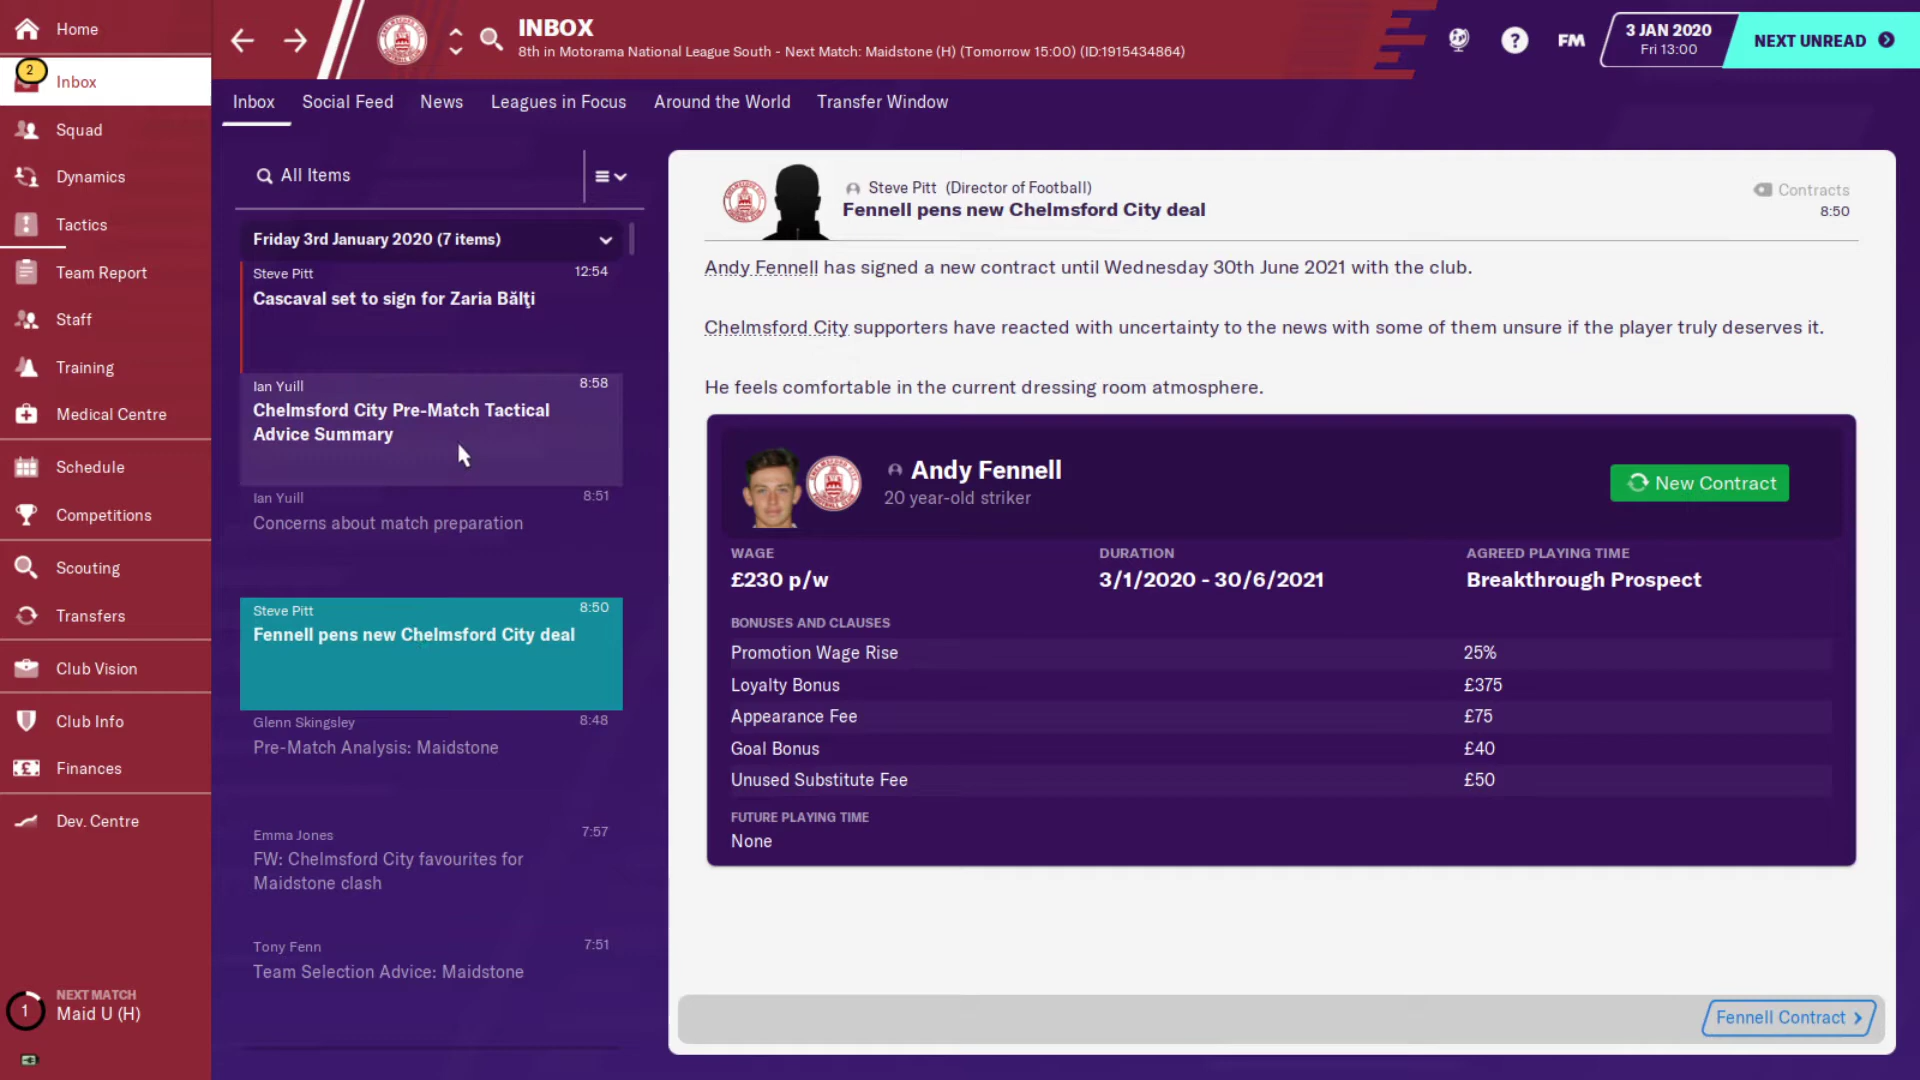 Home
2
Inbox
Squad
Dynamics
Tactics
Team Report
Staff
Training
Medical Centre
Schedule
Competitions
Scouting
Transfers
Club Vision
Club Info
Finances
Dev. Centre
1
NEXT MATCH
Maid U (H)
INBOX
8th in Motorama National League South - Next Match: Maidstone (H) (Tomorrow 15:00) (ID:1915434864)
?
FM
3 JAN 2020
Fri 13:00
NEXT UNREAD
Inbox Social Feed News Leagues in Focus Around the World Transfer Window
All Items
Friday 3rd January 2020 (7 items)
Steve Pitt 12:54
Cascaval set to sign for Zaria Bălţi
Ian Yuill 8:58
Chelmsford City Pre-Match Tactical
Advice Summary
Ian Yuill 8:51
Concerns about match preparation
Steve Pitt 8:50
Fennell pens new Chelmsford City deal
Glenn Skingsley 8:48
Pre-Match Analysis: Maidstone
Emma Jones 7:57
FW: Chelmsford City favourites for
Maidstone clash
Tony Fenn 7:51
Team Selection Advice: Maidstone
Steve Pitt (Director of Football) Contracts
Fennell pens new Chelmsford City deal 8:50
Andy Fennell has signed a new contract until Wednesday 30th June 2021 with the club.
Chelmsford City supporters have reacted with uncertainty to the news with some of them unsure if the player truly deserves it.
He feels comfortable in the current dressing room atmosphere.
Andy Fennell
20 year-old striker
New Contract
WAGE DURATION AGREED PLAYING TIME
£230 p/w 3/1/2020 - 30/6/2021 Breakthrough Prospect
BONUSES AND CLAUSES
Promotion Wage Rise 25%
Loyalty Bonus £375
Appearance Fee £75
Goal Bonus £40
Unused Substitute Fee £50
FUTURE PLAYING TIME
None
Fennell Contract